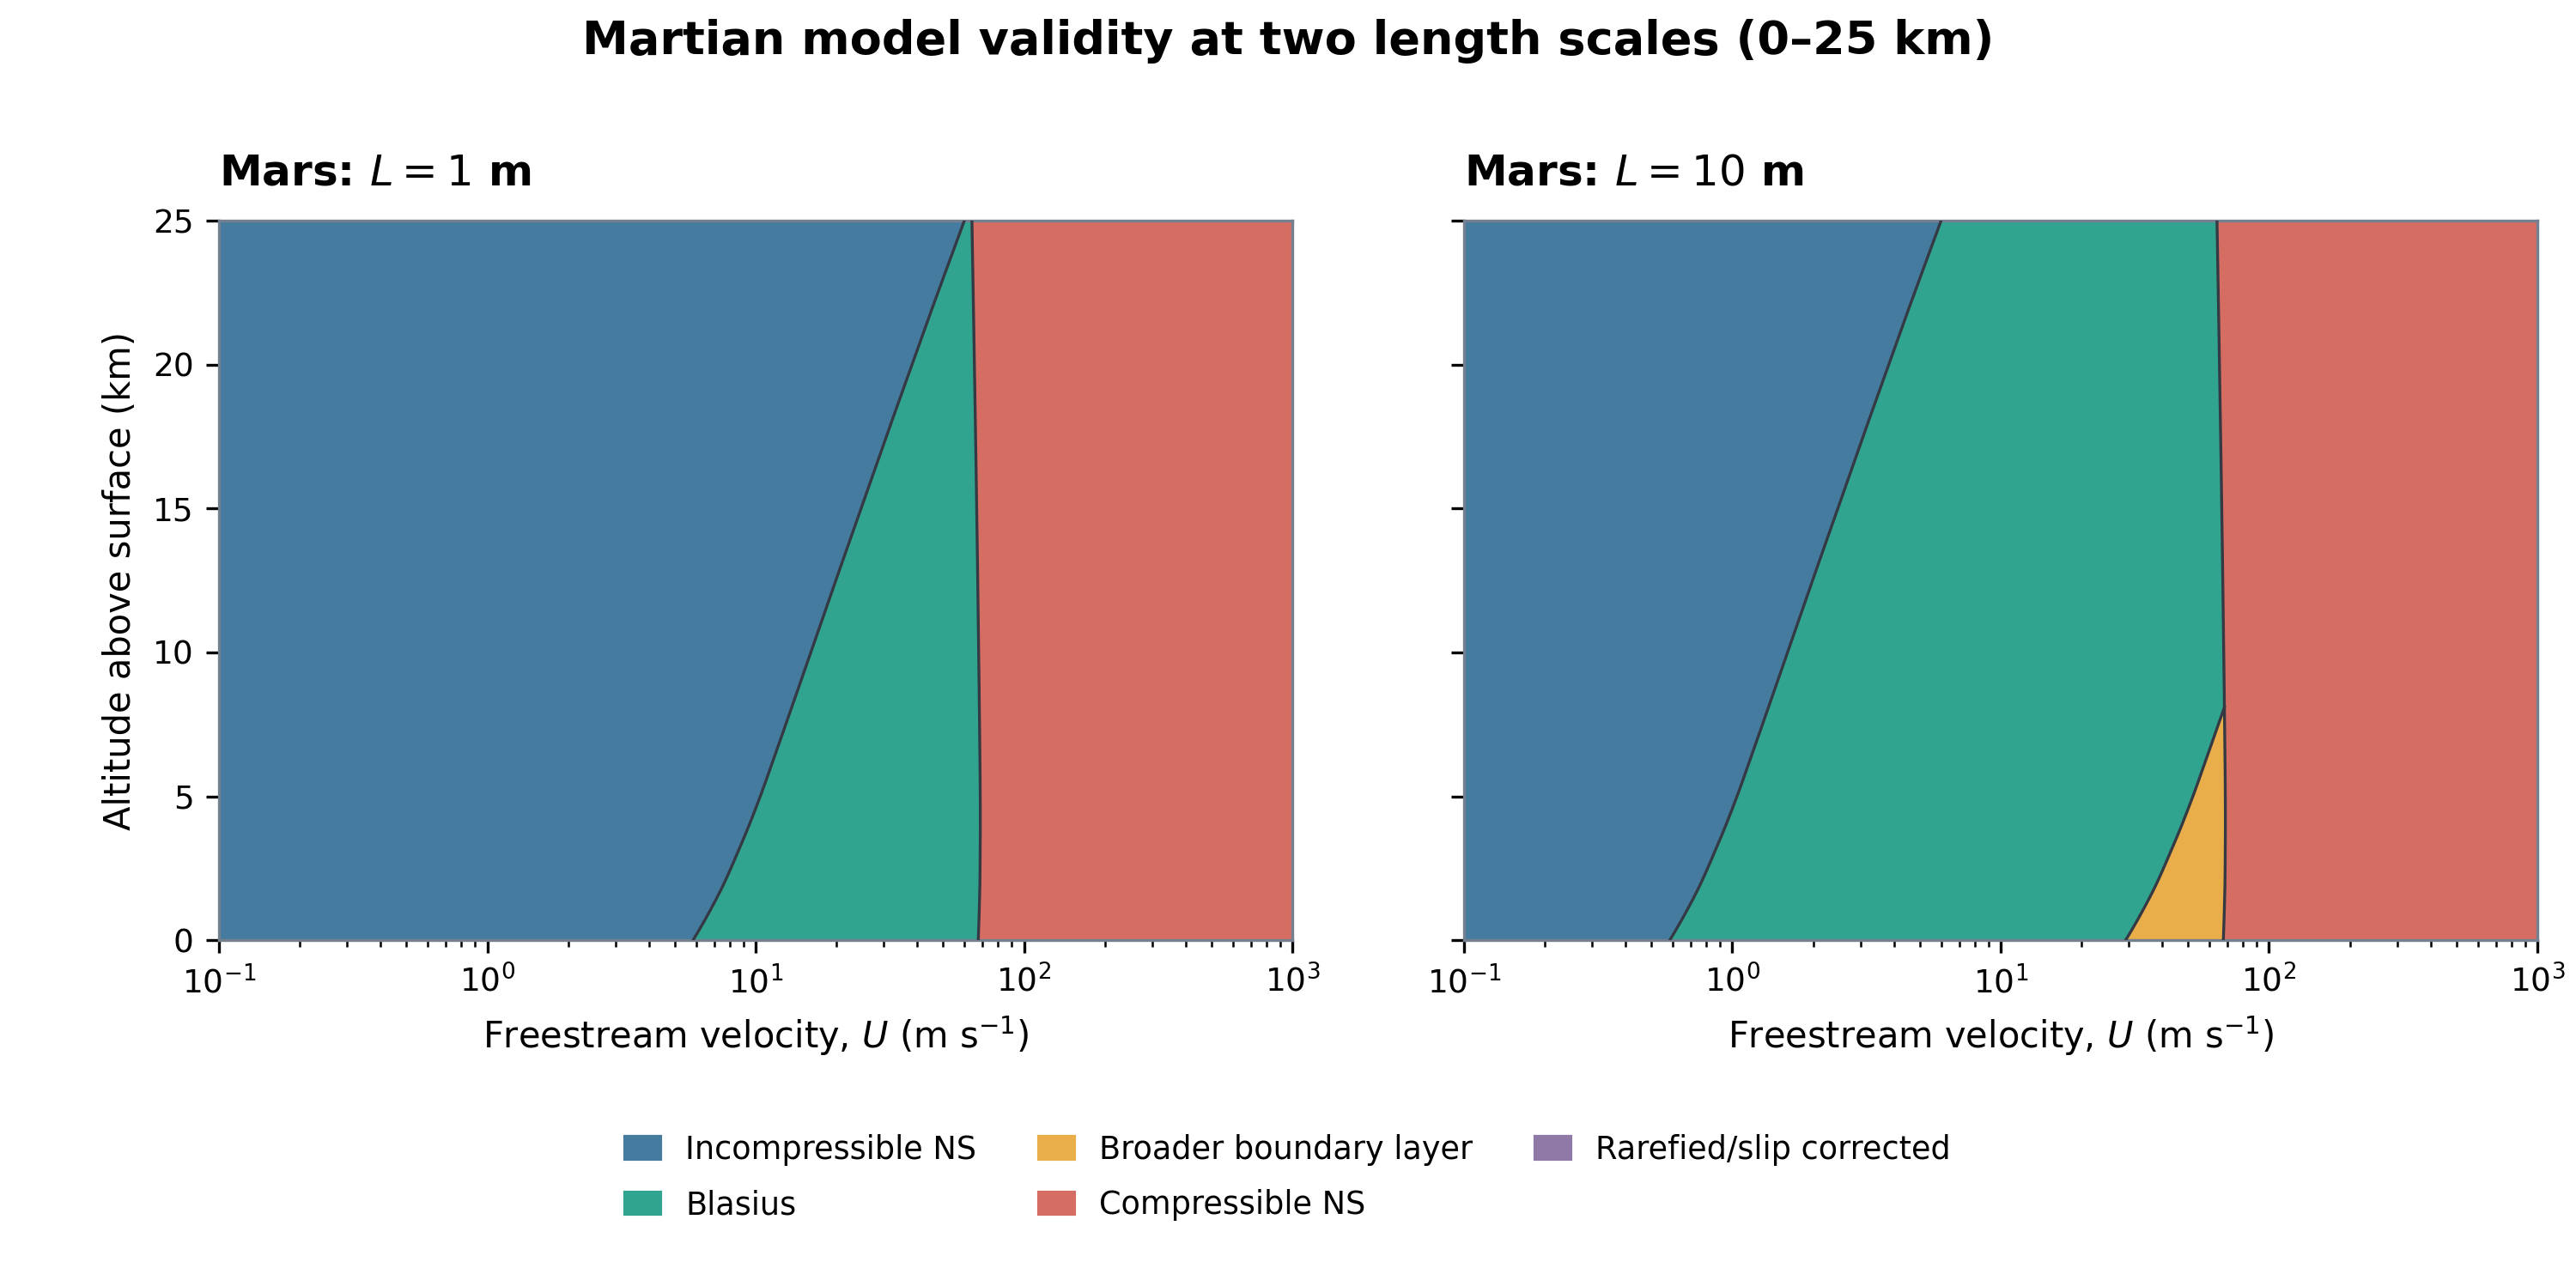 Martian model validity at two length scales (0–25 km)
Mars: L = 1 m
Mars: L = 10 m
25
20
15
10
5
0
Altitude above surface (km)
10⁻¹ 10⁰ 10¹ 10² 10³
10⁻¹ 10⁰ 10¹ 10² 10³
Freestream velocity, U (m s⁻¹)
Freestream velocity, U (m s⁻¹)
Incompressible NS
Blasius
Broader boundary layer
Compressible NS
Rarefied/slip corrected